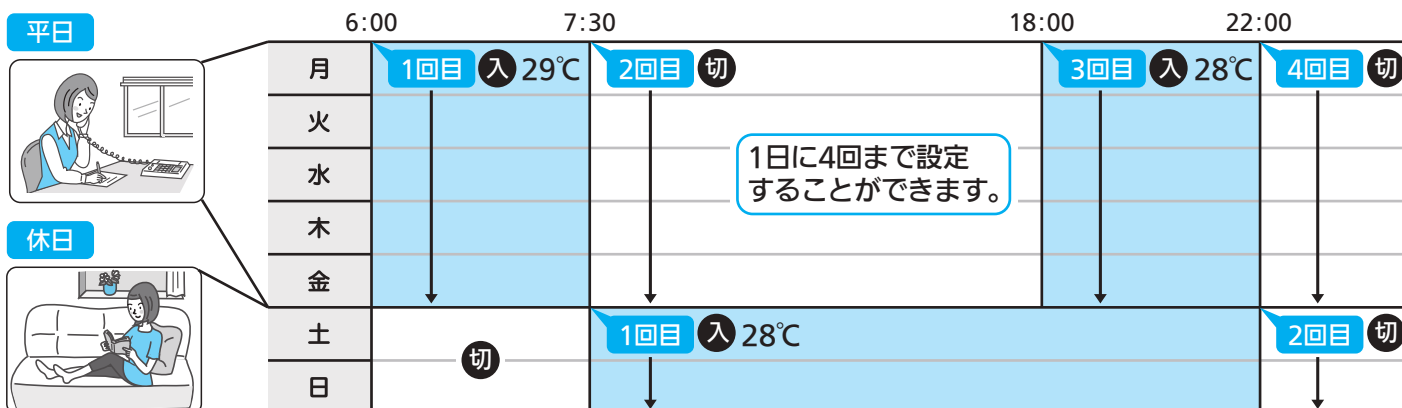 平日
6:00 7:30 18:00 22:00
月 1回目 入 29℃ 2回目 切 3回目 入 28℃ 4回目 切
火
水
木
金
1日に4回まで設定
することができます。
休日
土 1回目 入 28℃ 2回目 切
切
日